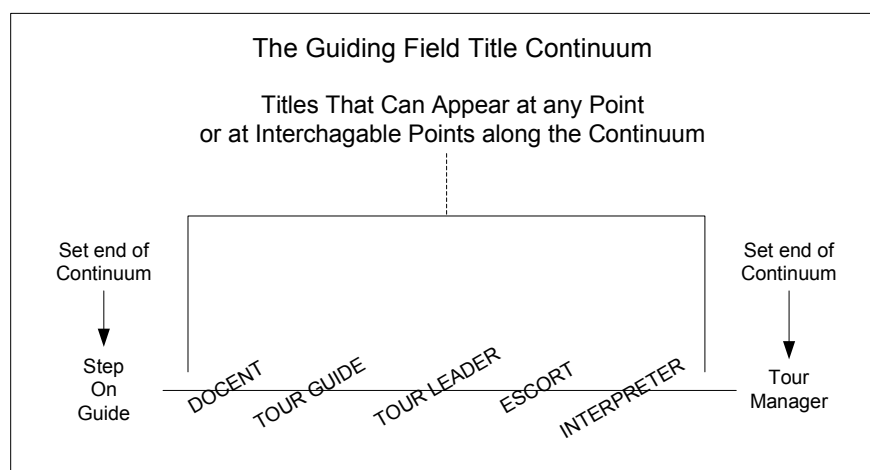 The Guiding Field Title Continuum
Titles That Can Appear at any Point
or at Interchagable Points along the Continuum
Set end of
Continuum
Set end of
Continuum
Step
On
Guide
DOCENT
TOUR GUIDE
TOUR LEADER
ESCORT
INTERPRETER
Tour
Manager